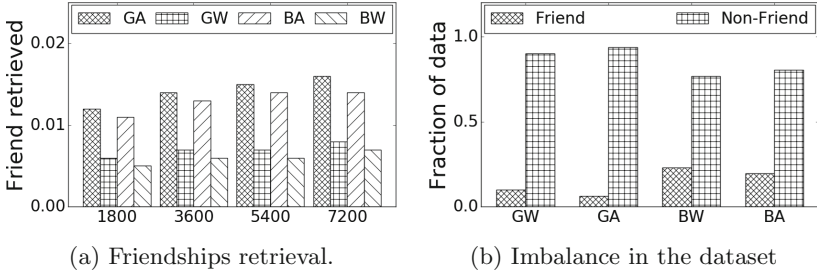 GA GW BA BW
Friend retrieved
0.02
0.01
0.00
1800 3600 5400 7200
(a) Friendships retrieval.
Friend Non-Friend
Fraction of data
1.0
0.5
0.0
GW GA BW BA
(b) Imbalance in the dataset